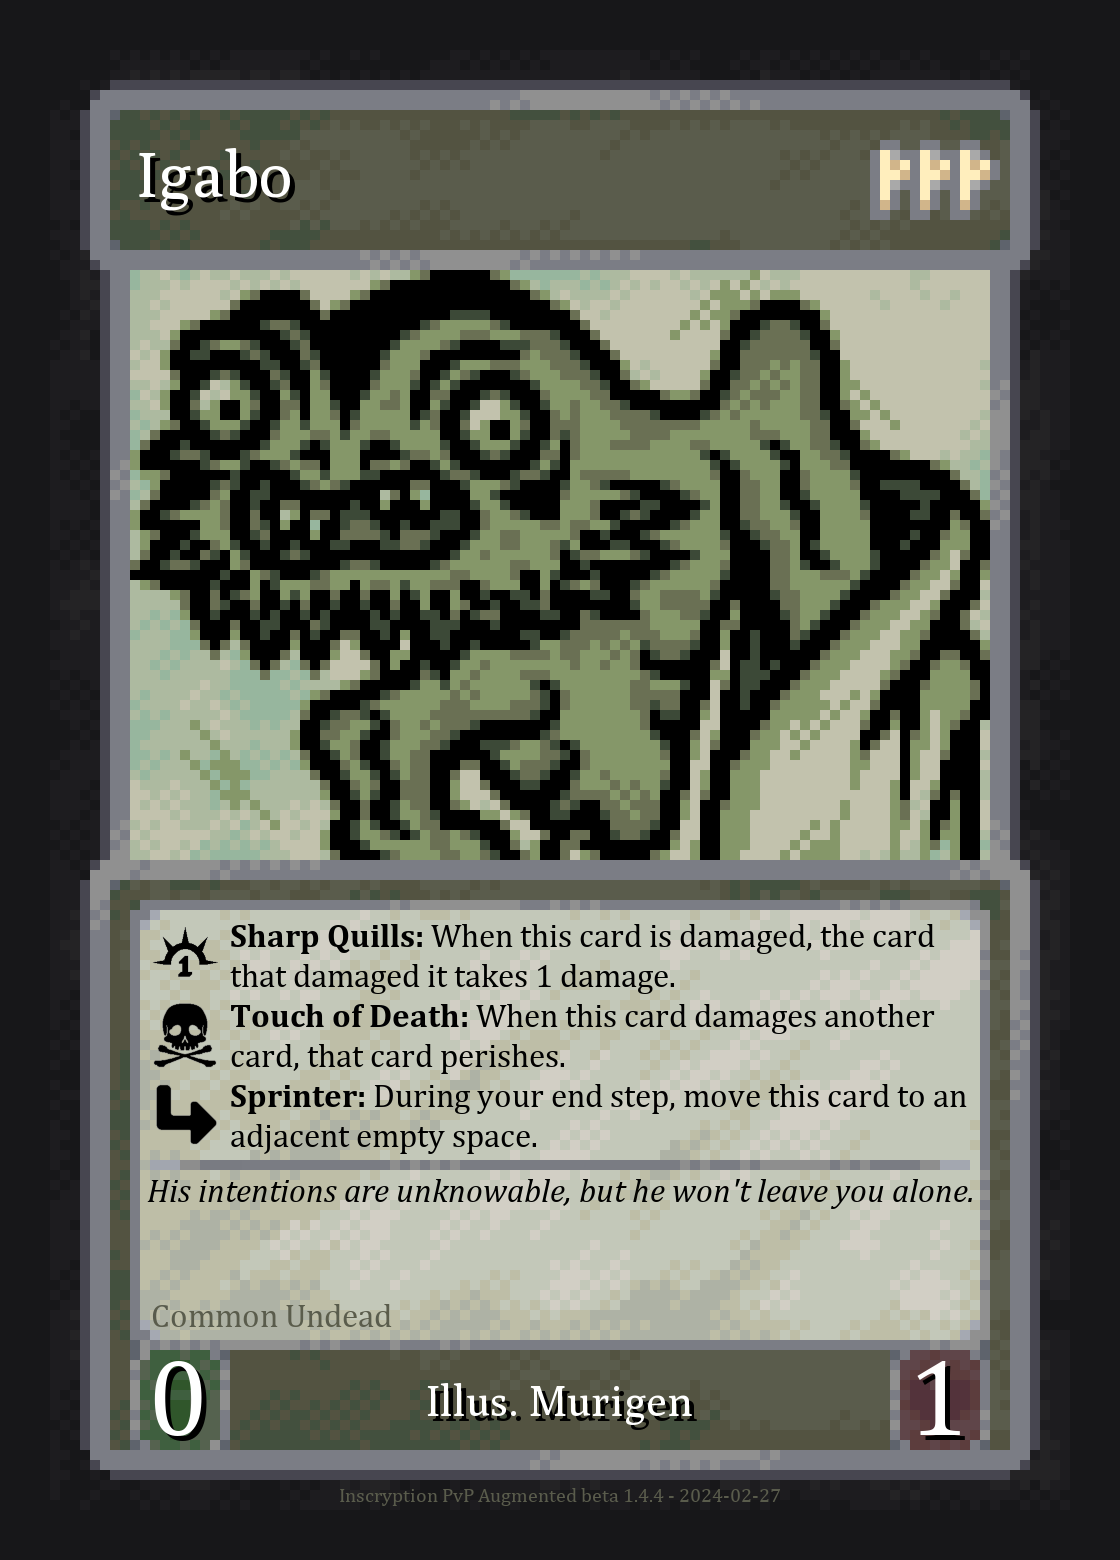 Igabo
1
Sharp Quills: When this card is damaged, the card
that damaged it takes 1 damage.
Touch of Death: When this card damages another
card, that card perishes.
Sprinter: During your end step, move this card to an
adjacent empty space.
His intentions are unknowable, but he won't leave you alone.
Common Undead
0
Illus. Murigen
1
Inscryption PvP Augmented beta 1.4.4 - 2024-02-27